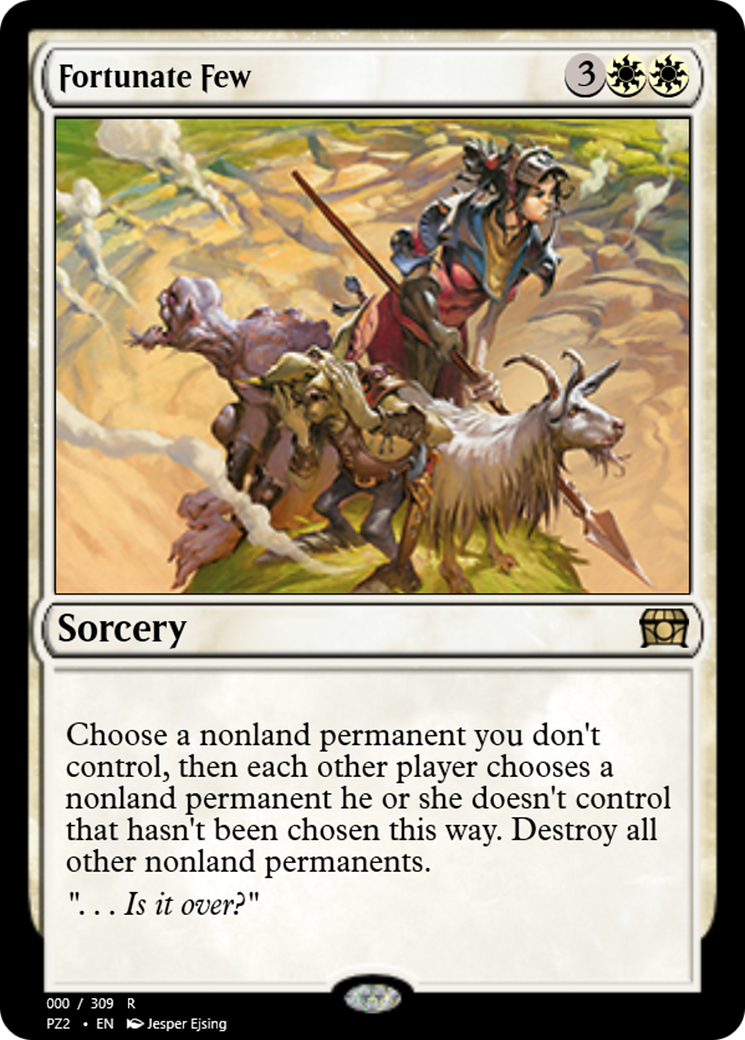 Fortunate Few 3
Sorcery
Choose a nonland permanent you don't
control, then each other player chooses a
nonland permanent he or she doesn't control
that hasn't been chosen this way. Destroy all
other nonland permanents.
". . . Is it over?"
000 / 309 R
PZ2 • EN Jesper Ejsing